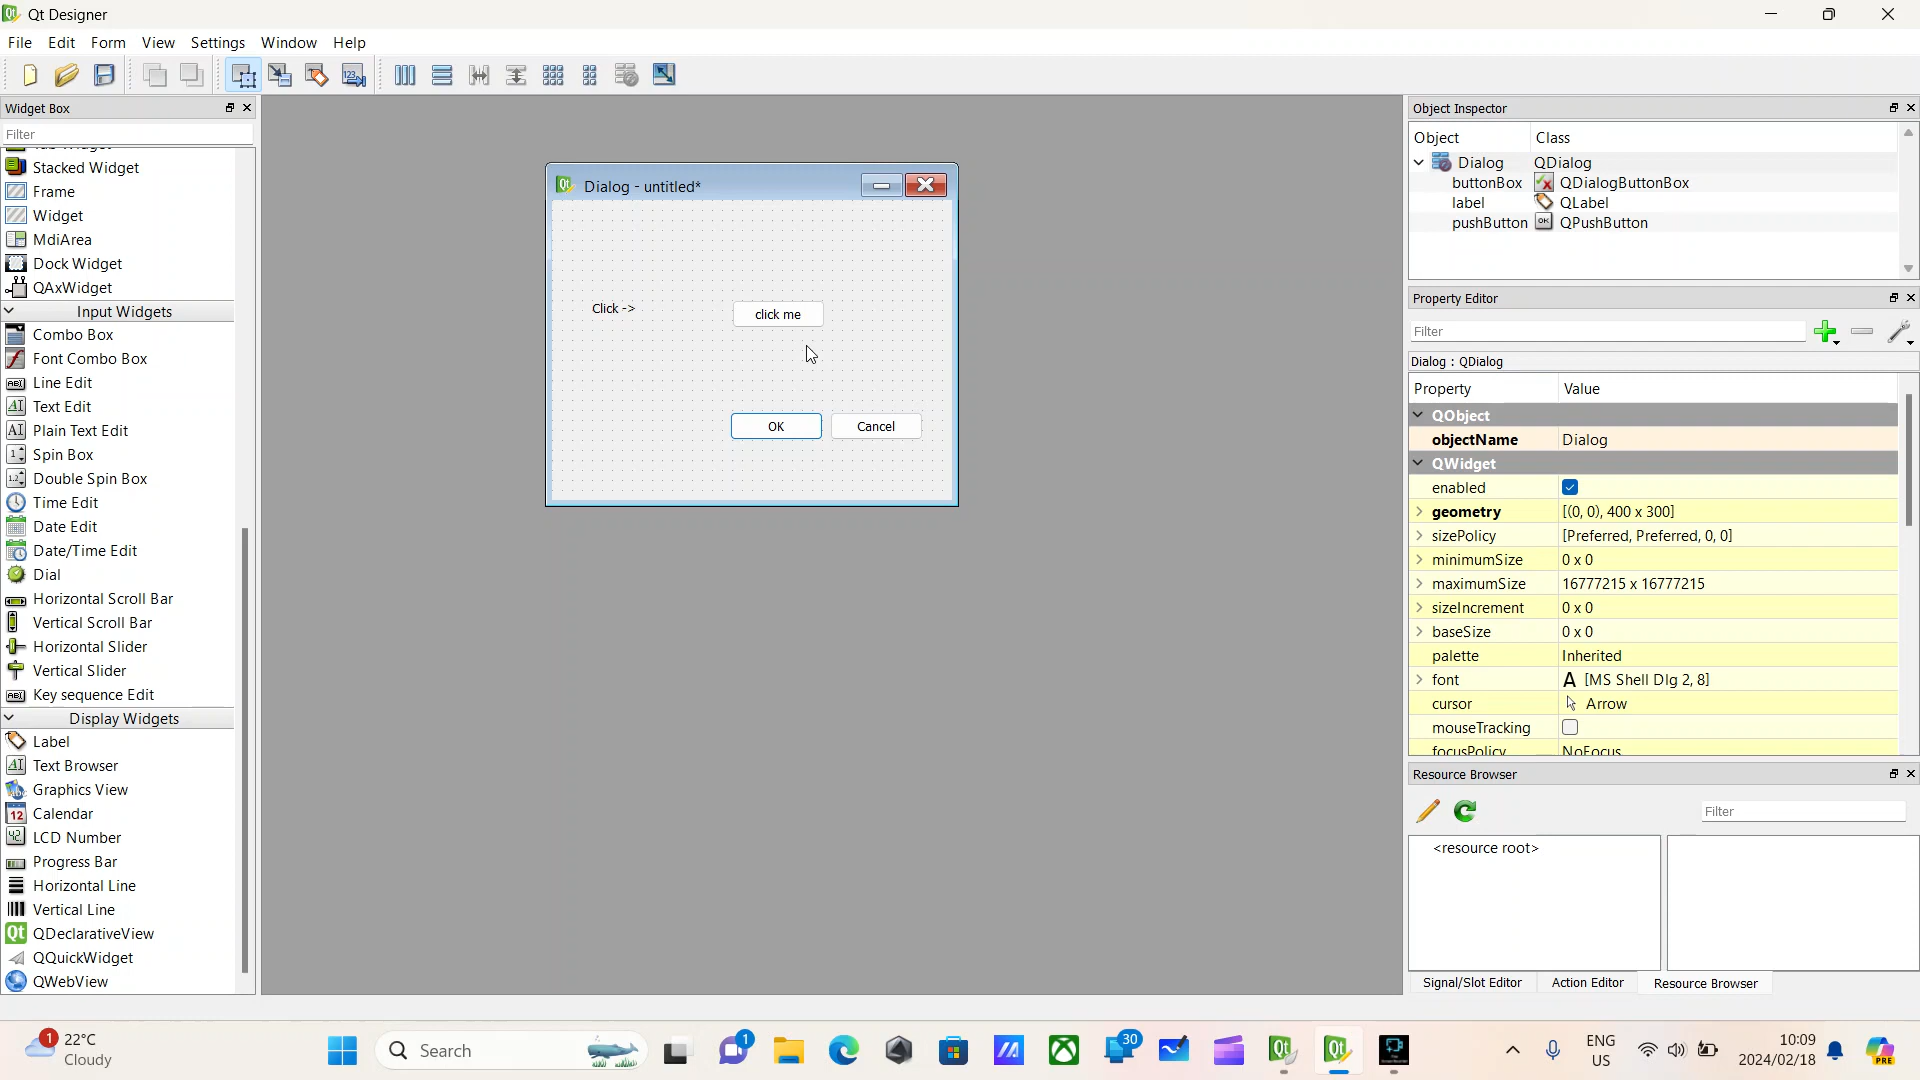 Qt Designer
File Edit Form View Settings Window Help
Widget Box
Filter
Stacked Widget
Frame
Widget
MdiArea
Dock Widget
QAxWidget
Input Widgets
Combo Box
Font Combo Box
Line Edit
Text Edit
Plain Text Edit
Spin Box
Double Spin Box
Time Edit
Date Edit
Date/Time Edit
Dial
Horizontal Scroll Bar
Vertical Scroll Bar
Horizontal Slider
Vertical Slider
Key sequence Edit
Display Widgets
Label
Text Browser
Graphics View
Calendar
LCD Number
Progress Bar
Horizontal Line
Vertical Line
QDeclarativeView
QQuickWidget
QWebView
Dialog - untitled*
Click -> click me
OK Cancel
Object Inspector
Object Class
Dialog QDialog
buttonBox QDialogButtonBox
label QLabel
pushButton QPushButton
Property Editor
Filter
Dialog : QDialog
Property Value
QObject
objectName Dialog
QWidget
enabled
geometry [(0, 0), 400 x 300]
sizePolicy [Preferred, Preferred, 0, 0]
minimumSize 0 x 0
maximumSize 16777215 x 16777215
sizeIncrement 0 x 0
baseSize 0 x 0
palette Inherited
font A [MS Shell Dlg 2, 8]
cursor Arrow
mouseTracking
focusPolicy NoFocus
Resource Browser
Filter
<resource root>
Signal/Slot Editor Action Editor Resource Browser
1 22°C
Cloudy
Search
1
30
ENG
US
10:09
2024/02/18
PRE